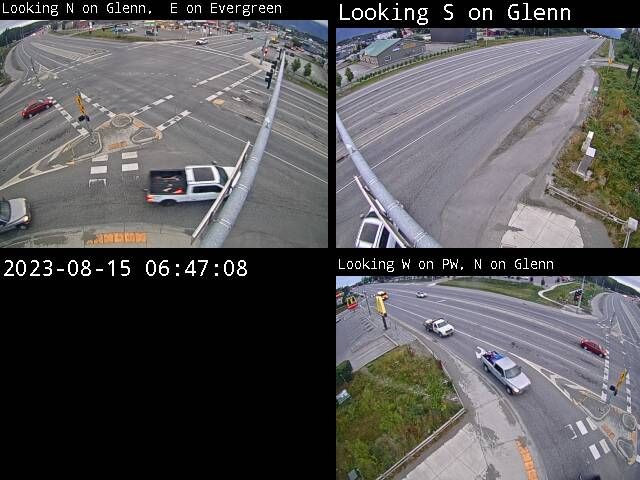 Looking N on Glenn, E on Evergreen
Looking S on Glenn
2023-08-15 06:47:08
Looking W on PW, N on Glenn